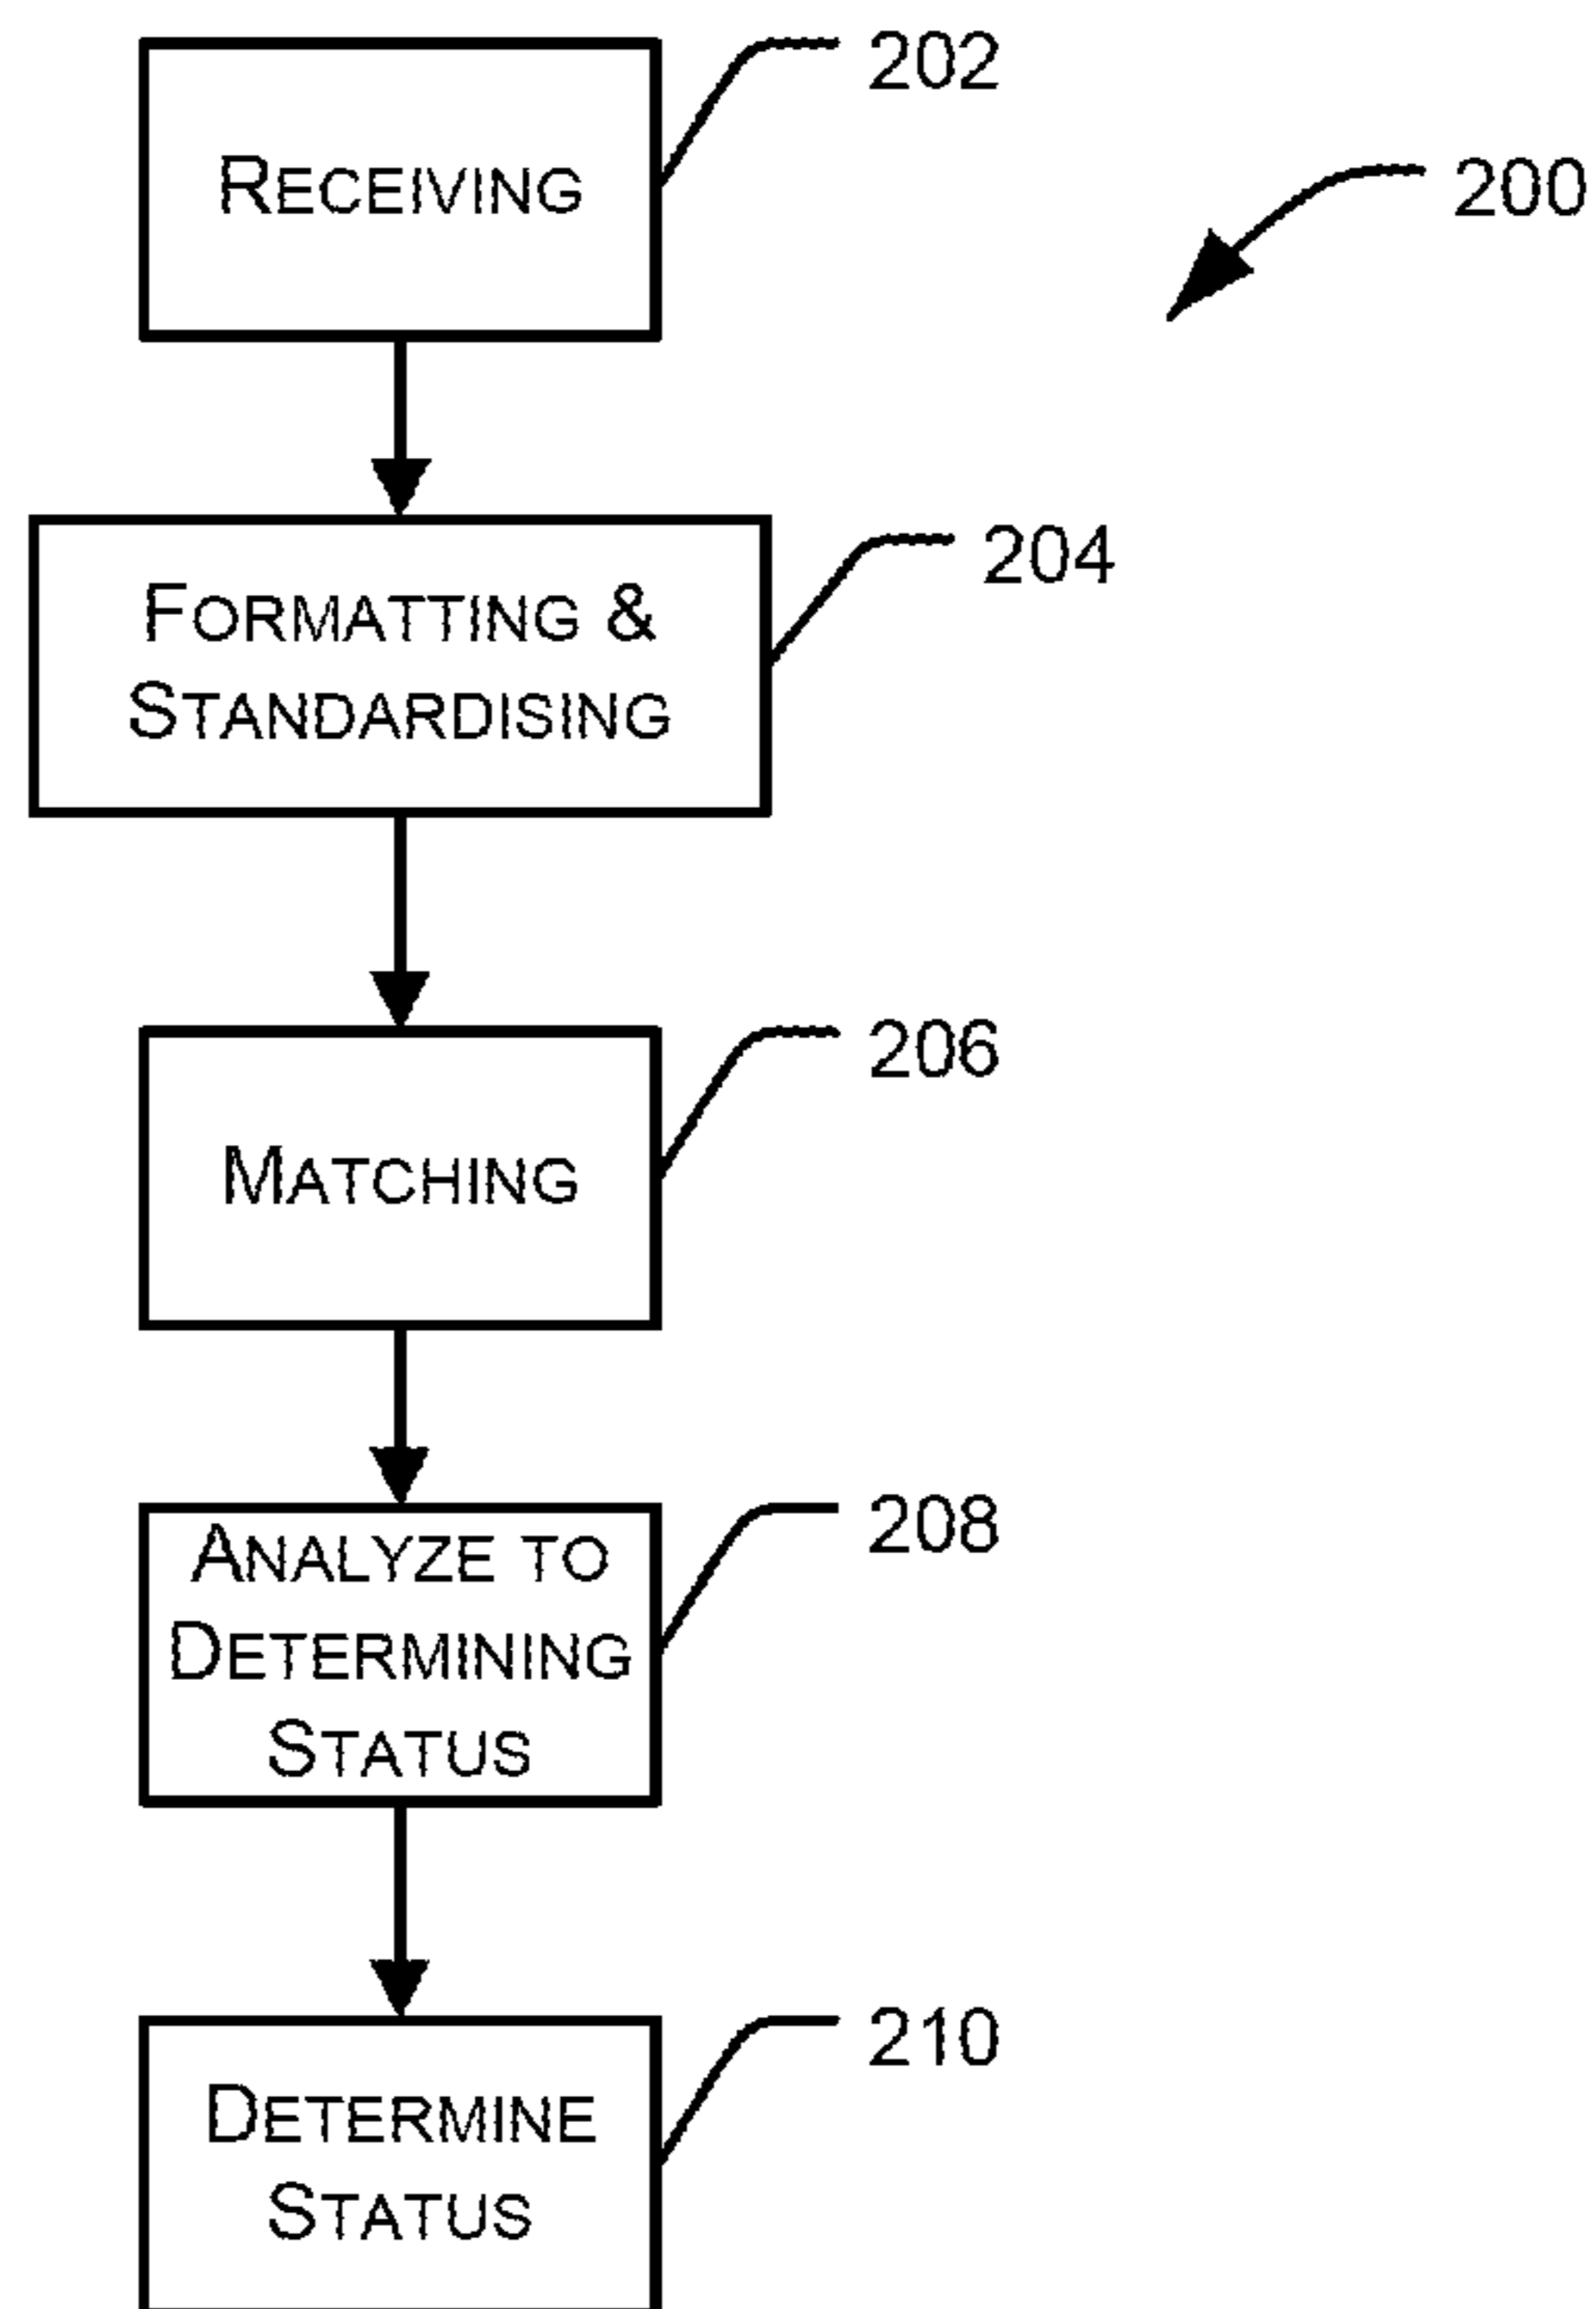 202
RECEIVING
200
204
FORMATTING &
STANDARDISING
206
MATCHING
208
ANALYZE TO
DETERMINING
STATUS
210
DETERMINE
STATUS